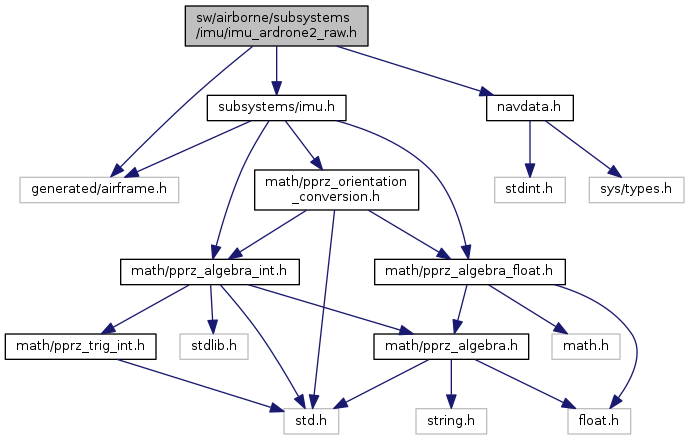 sw/airborne/subsystems
/imu/imu_ardrone2_raw.h
subsystems/imu.h
navdata.h
generated/airframe.h
math/pprz_orientation
_conversion.h
stdint.h
sys/types.h
math/pprz_algebra_int.h
math/pprz_algebra_float.h
math/pprz_trig_int.h
stdlib.h
math/pprz_algebra.h
math.h
std.h
string.h
float.h